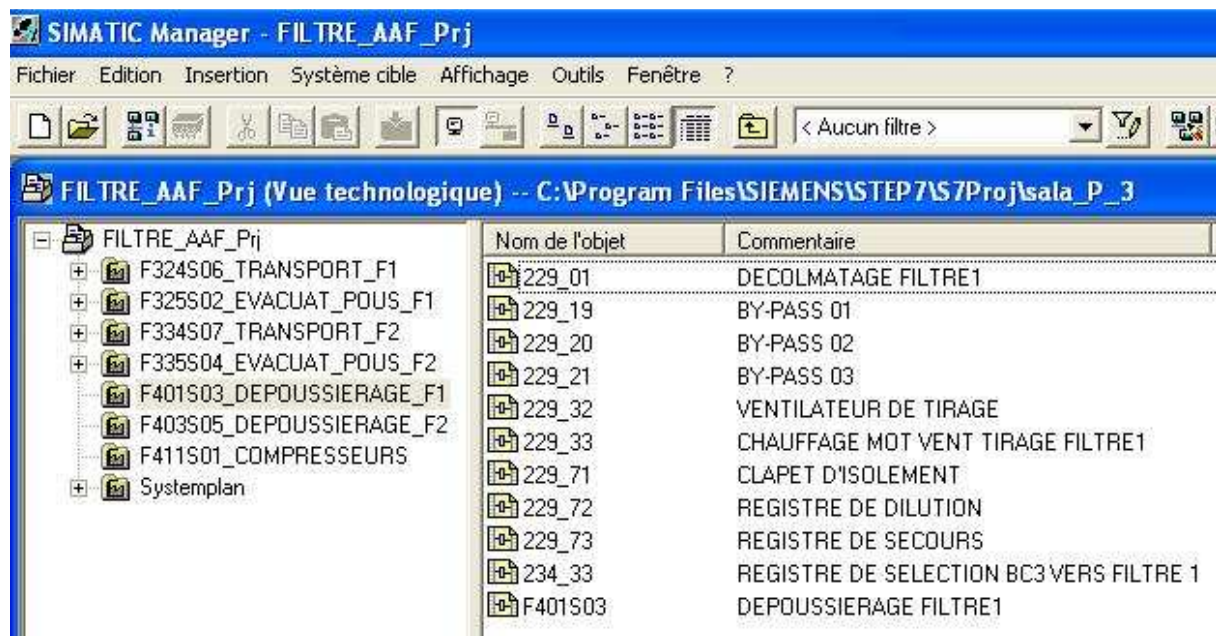 SIMATIC Manager - FILTRE_AAF_Prj
Fichier Edition Insertion Système cible Affichage Outils Fenêtre ?
< Aucun filtre >
FILTRE_AAF_Prj (Vue technologique) -- C:\Program Files\SIEMENS\STEP7\S7Proj\sala_P_3
FILTRE_AAF_Prj
F324S06_TRANSPORT_F1
F325S02_EVACUAT_POUS_F1
F334S07_TRANSPORT_F2
F335S04_EVACUAT_POUS_F2
F401S03_DEPOUSSIERAGE_F1
F403S05_DEPOUSSIERAGE_F2
F411S01_COMPRESSEURS
Systemplan
Nom de l'objet Commentaire
229_01 DECOLMATAGE FILTRE1
229_19 BY-PASS 01
229_20 BY-PASS 02
229_21 BY-PASS 03
229_32 VENTILATEUR DE TIRAGE
229_33 CHAUFFAGE MOT VENT TIRAGE FILTRE1
229_71 CLAPET D'ISOLEMENT
229_72 REGISTRE DE DILUTION
229_73 REGISTRE DE SECOURS
234_33 REGISTRE DE SELECTION BC3 VERS FILTRE 1
F401S03 DEPOUSSIERAGE FILTRE1